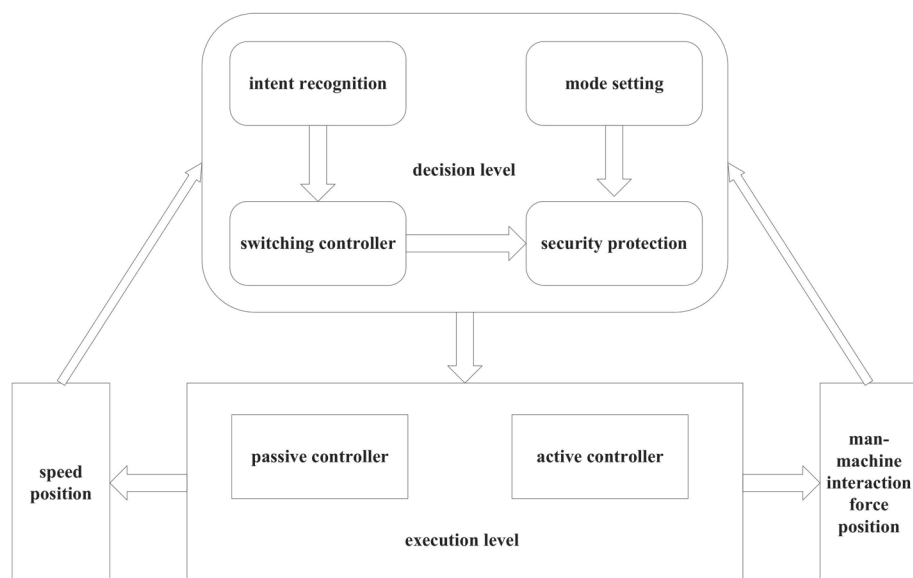 intent recognition
mode setting
decision level
switching controller
security protection
speed
position
passive controller
active controller
execution level
man-
machine
interaction
force
position